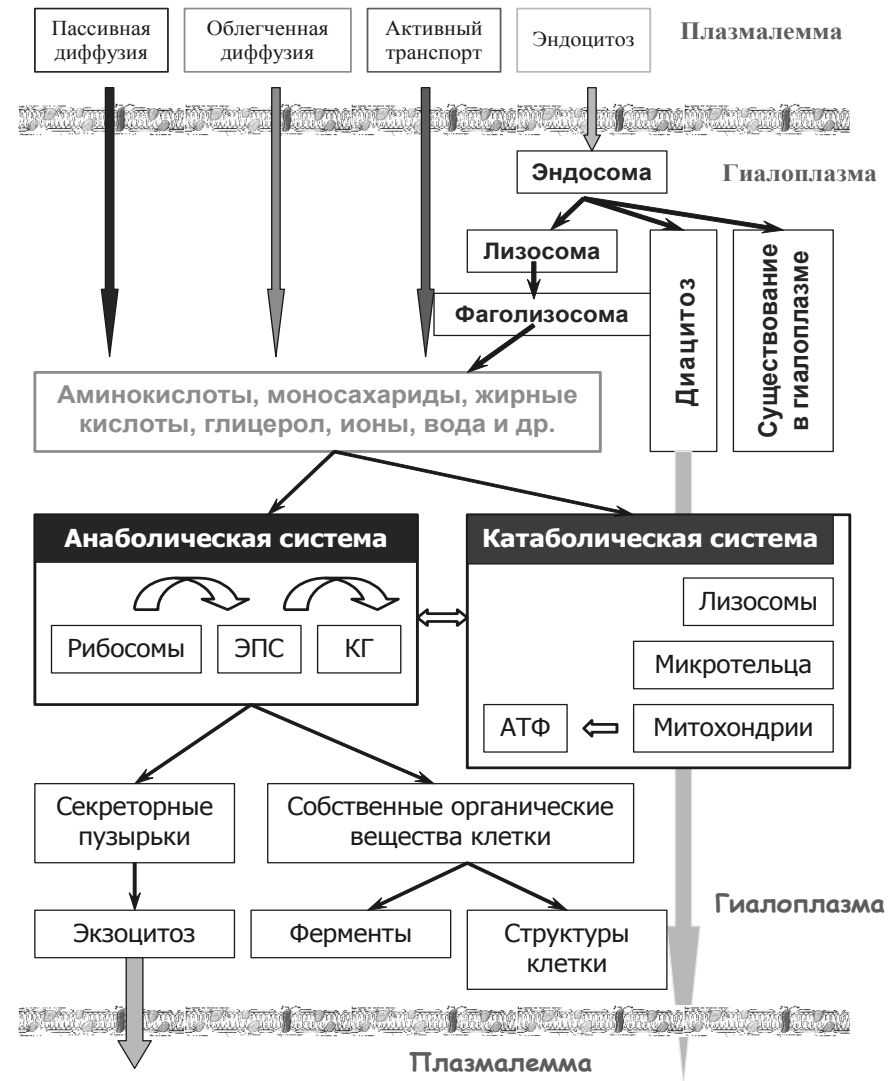 Пассивная
диффузия
Облегченная
диффузия
Активный
транспорт
Эндоцитоз
Плазмалемма
Эндосома
Гиалоплазма
Лизосома
Фаголизосома
Диацитоз
Существование
в гиалоплазме
Аминокислоты, моносахариды, жирные
кислоты, глицерол, ионы, вода и др.
Анаболическая система
Рибосомы
ЭПС
КГ
Катаболическая система
Лизосомы
Микротельца
Митохондрии
АТФ
Секреторные
пузырьки
Собственные органические
вещества клетки
Экзоцитоз
Ферменты
Структуры
клетки
Гиалоплазма
Плазмалемма